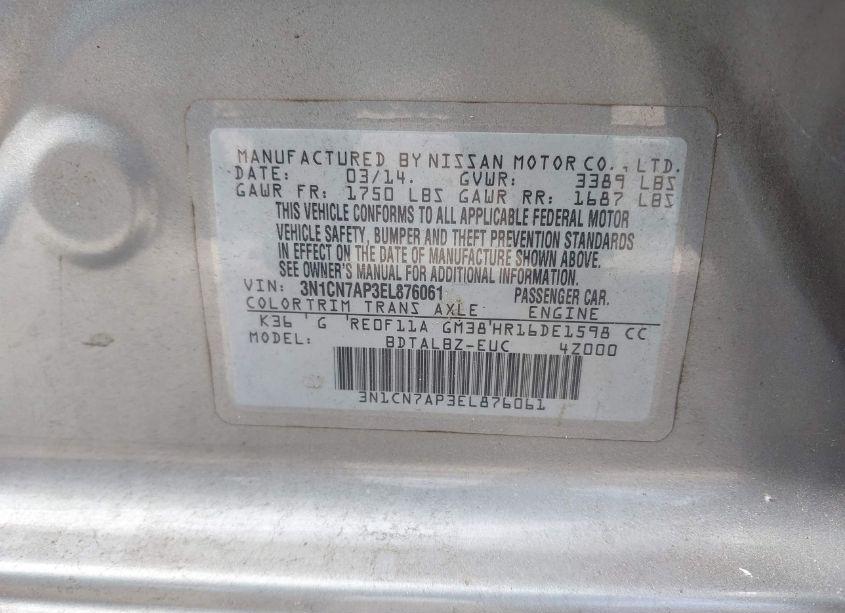 MANUFACTURED BY NISSAN MOTOR CO., LTD.
DATE: 03/14. GVWR: 3389 LBS
GAWR FR: 1750 LBS GAWR RR: 1687 LBS
THIS VEHICLE CONFORMS TO ALL APPLICABLE FEDERAL MOTOR
VEHICLE SAFETY, BUMPER AND THEFT PREVENTION STANDARDS
IN EFFECT ON THE DATE OF MANUFACTURE SHOWN ABOVE.
SEE OWNER'S MANUAL FOR ADDITIONAL INFORMATION.
VIN: 3N1CN7AP3EL876061 PASSENGER CAR.
COLORTRIM TRANS AXLE ENGINE
K36 'G 'RE0F11A GM38'HR16DE1598 CC
MODEL: BDTALBZ-EUC 4Z000
3N1CN7AP3EL876061